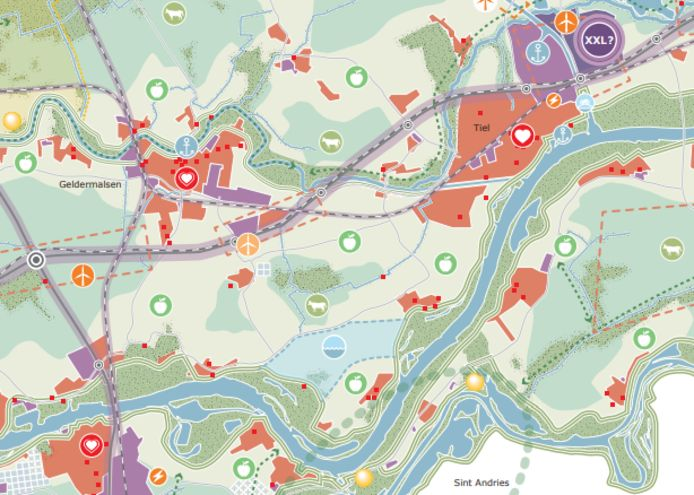 XXL?
Tiel
Geldermalsen
Sint Andries